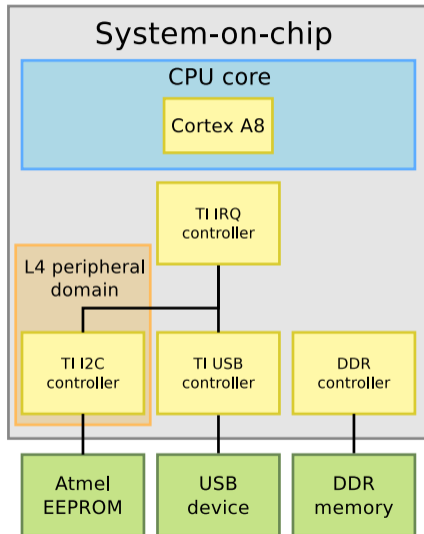 System-on-chip
CPU core
Cortex A8
TI IRQ
controller
L4 peripheral
domain
TI I2C
controller
TI USB
controller
DDR
controller
Atmel
EEPROM
USB
device
DDR
memory